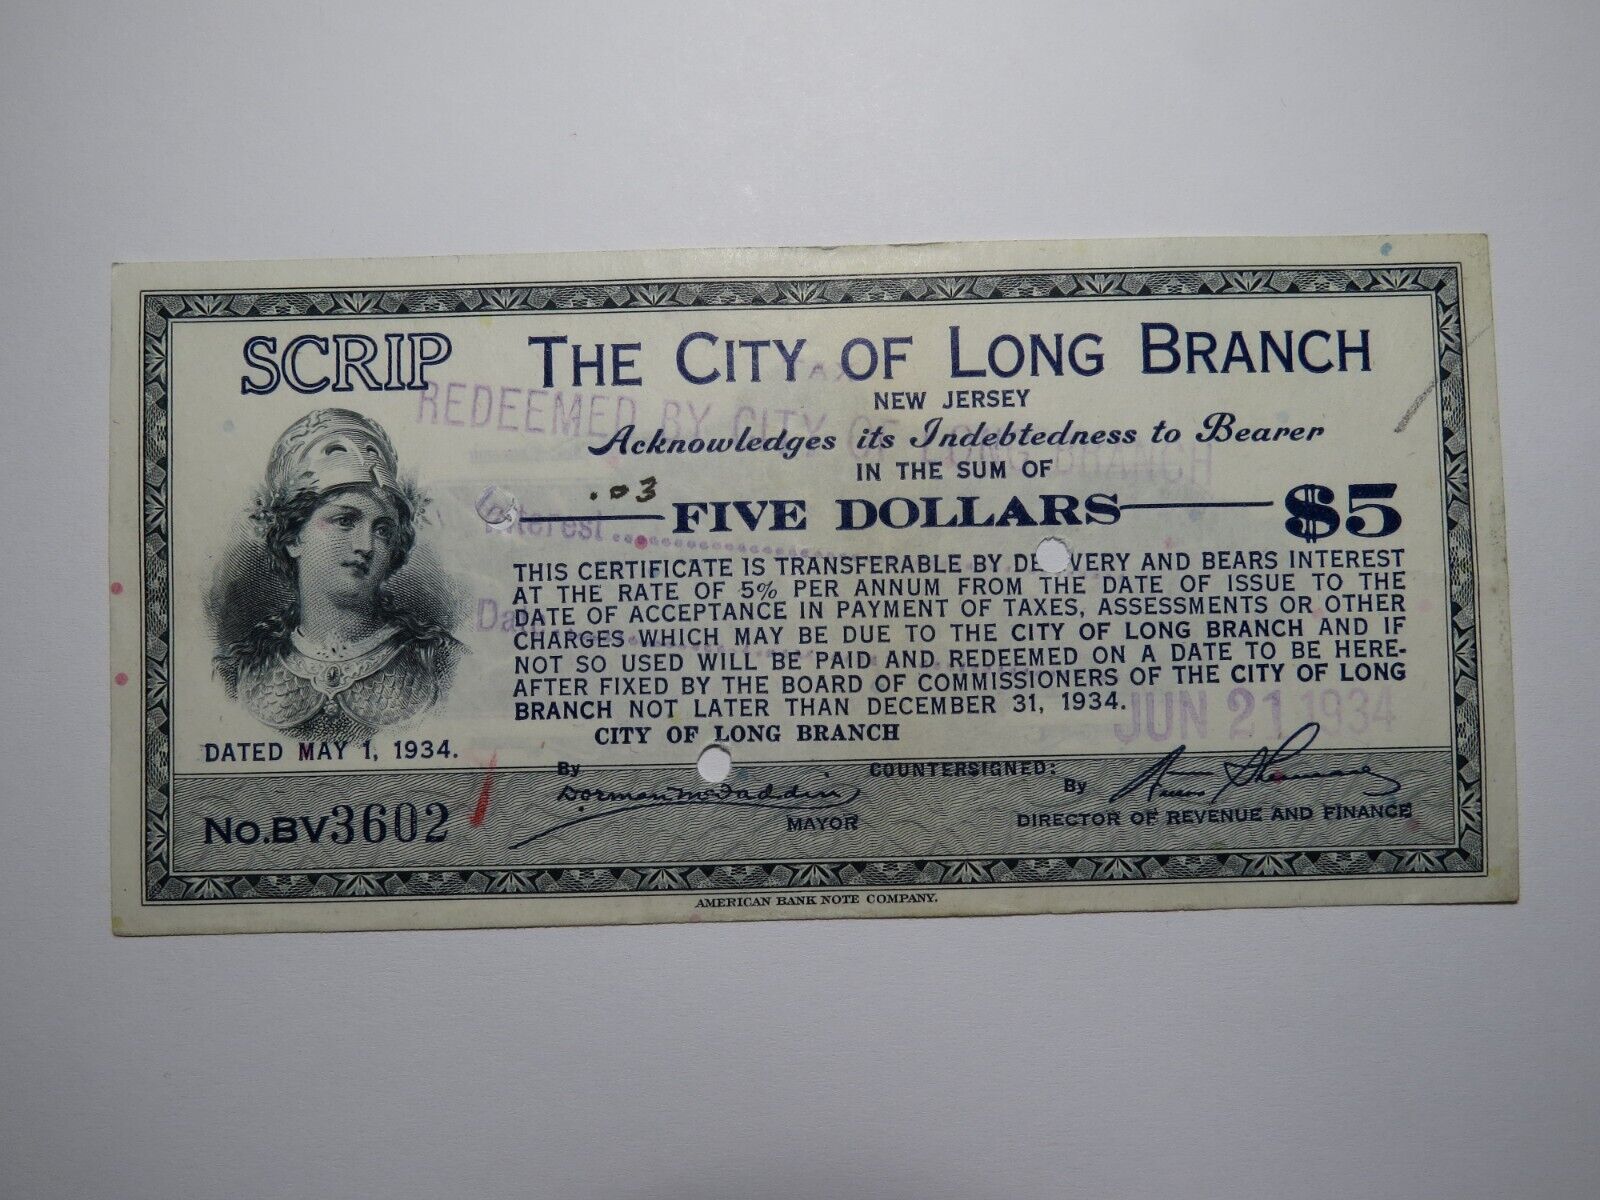 SCRIP
THE CITY OF LONG BRANCH
NEW JERSEY
TAX
REDEEMED BY CITY OF LONG BRANCH
Acknowledges its Indebtedness to Bearer
IN THE SUM OF
.03
Interest
FIVE DOLLARS $5
THIS CERTIFICATE IS TRANSFERABLE BY DE VERY AND BEARS INTEREST
AT THE RATE OF 5% PER ANNUM FROM THE DATE OF ISSUE TO THE
DATE OF ACCEPTANCE IN PAYMENT OF TAXES, ASSESSMENTS OR OTHER
CHARGES WHICH MAY BE DUE TO THE CITY OF LONG BRANCH AND IF
NOT SO USED WILL BE PAID AND REDEEMED ON A DATE TO BE HERE-
AFTER FIXED BY THE BOARD OF COMMISSIONERS OF THE CITY OF LONG
BRANCH NOT LATER THAN DECEMBER 31, 1934.
JUN 21 1934
CITY OF LONG BRANCH
DATED MAY 1, 1934.
By Dorman McFaddin
MAYOR
COUNTERSIGNED:
By
DIRECTOR OF REVENUE AND FINANCE
No.BV3602
AMERICAN BANK NOTE COMPANY.